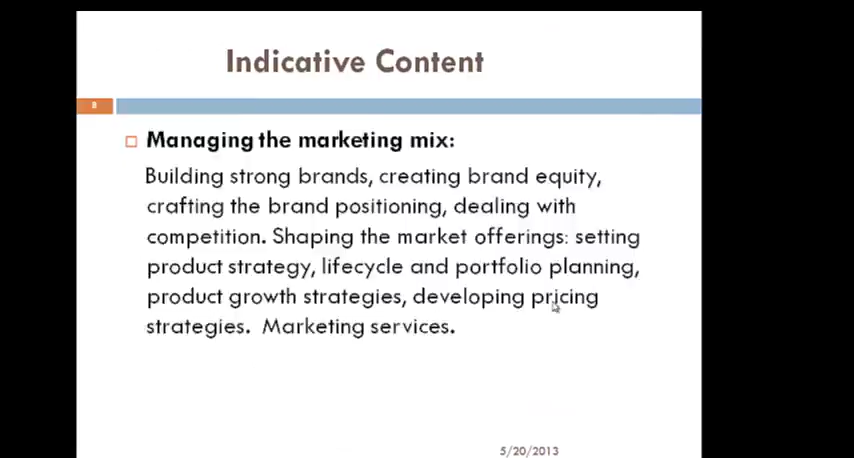 Indicative Content
8
Managing the marketing mix:
Building strong brands, creating brand equity,
crafting the brand positioning, dealing with
competition. Shaping the market offerings: setting
product strategy, lifecycle and portfolio planning,
product growth strategies, developing pricing
strategies. Marketing services.
5/20/2013